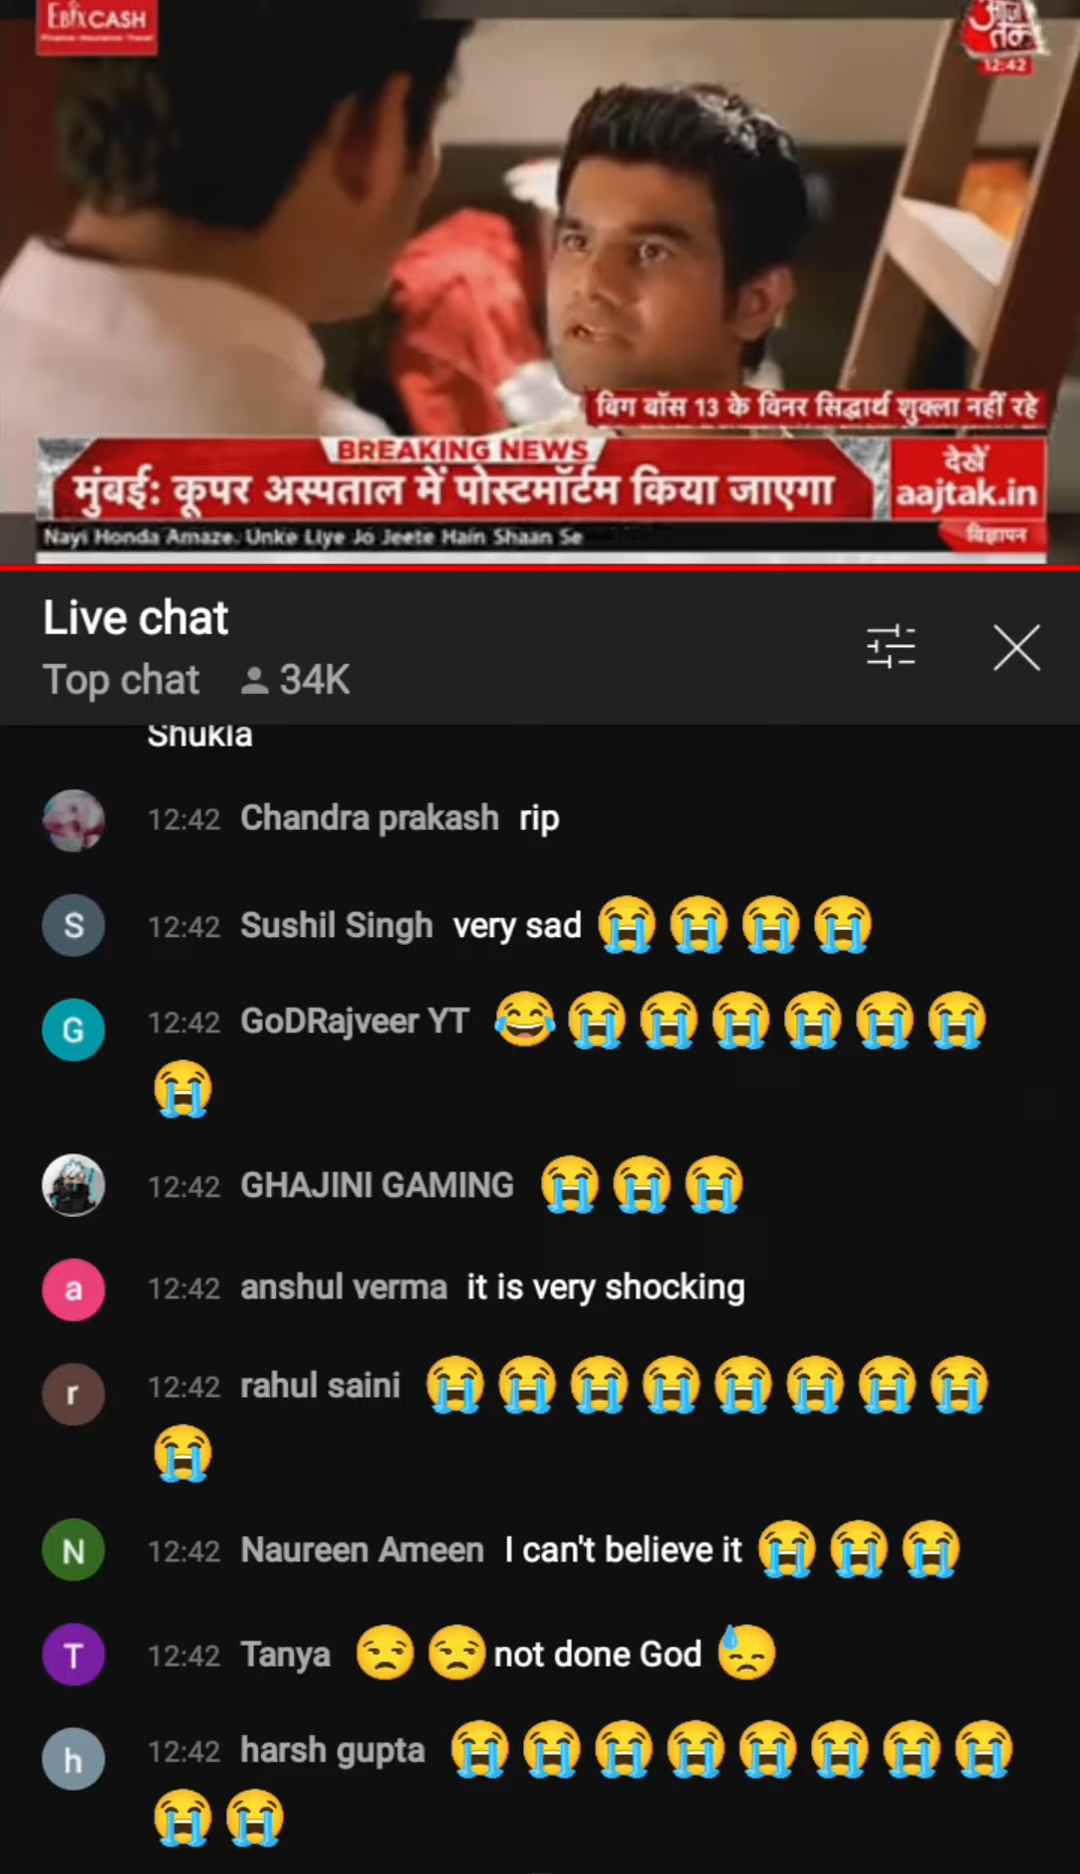 EbixCASH
Finance-Insurance-Travel
आज
तक
12:42
बिग बॉस 13 के विनर सिद्धार्थ शुक्ला नहीं रहे
BREAKING NEWS
मुंबई: कूपर अस्पताल में पोस्टमॉर्टम किया जाएगा
देखें
aajtak.in
Nayi Honda Amaze. Unke Liye Jo Jeete Hain Shaan Se
विज्ञापन
Live chat
Top chat 34K
Shukla
12:42 Chandra prakash rip
S 12:42 Sushil Singh very sad 😭😭😭😭
G 12:42 GoDRajveer YT 😂😭😭😭😭😭😭
😭
12:42 GHAJINI GAMING 😭😭😭
a 12:42 anshul verma it is very shocking
r 12:42 rahul saini 😭😭😭😭😭😭😭😭
😭
N 12:42 Naureen Ameen I can't believe it 😭😭😭
T 12:42 Tanya 😒😒not done God 😓
h 12:42 harsh gupta 😭😭😭😭😭😭😭😭
😭😭